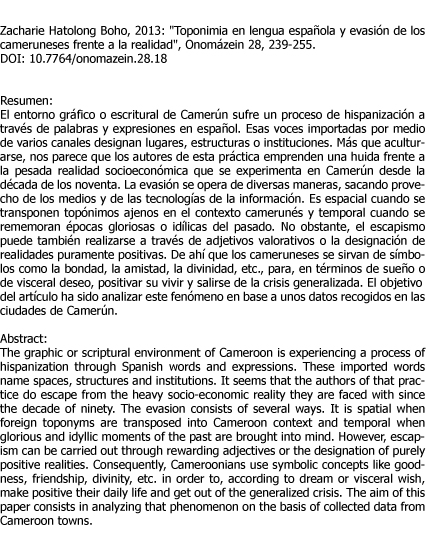 Zacharie Hatolong Boho, 2013: "Toponimia en lengua española y evasión de los
cameruneses frente a la realidad", Onomázein 28, 239-255.
DOI: 10.7764/onomazein.28.18
Resumen:
El entorno gráfico o escritural de Camerún sufre un proceso de hispanización a
través de palabras y expresiones en español. Esas voces importadas por medio
de varios canales designan lugares, estructuras o instituciones. Más que acultur-
arse, nos parece que los autores de esta práctica emprenden una huida frente a
la pesada realidad socioeconómica que se experimenta en Camerún desde la
década de los noventa. La evasión se opera de diversas maneras, sacando prove-
cho de los medios y de las tecnologías de la información. Es espacial cuando se
transponen topónimos ajenos en el contexto camerunés y temporal cuando se
rememoran épocas gloriosas o idílicas del pasado. No obstante, el escapismo
puede también realizarse a través de adjetivos valorativos o la designación de
realidades puramente positivas. De ahí que los cameruneses se sirvan de símbo-
los como la bondad, la amistad, la divinidad, etc., para, en términos de sueño o
de visceral deseo, positivar su vivir y salirse de la crisis generalizada. El objetivo
del artículo ha sido analizar este fenómeno en base a unos datos recogidos en las
ciudades de Camerún.
Abstract:
The graphic or scriptural environment of Cameroon is experiencing a process of
hispanization through Spanish words and expressions. These imported words
name spaces, structures and institutions. It seems that the authors of that prac-
tice do escape from the heavy socio-economic reality they are faced with since
the decade of ninety. The evasion consists of several ways. It is spatial when
foreign toponyms are transposed into Cameroon context and temporal when
glorious and idyllic moments of the past are brought into mind. However, escap-
ism can be carried out through rewarding adjectives or the designation of purely
positive realities. Consequently, Cameroonians use symbolic concepts like good-
ness, friendship, divinity, etc. in order to, according to dream or visceral wish,
make positive their daily life and get out of the generalized crisis. The aim of this
paper consists in analyzing that phenomenon on the basis of collected data from
Cameroon towns.